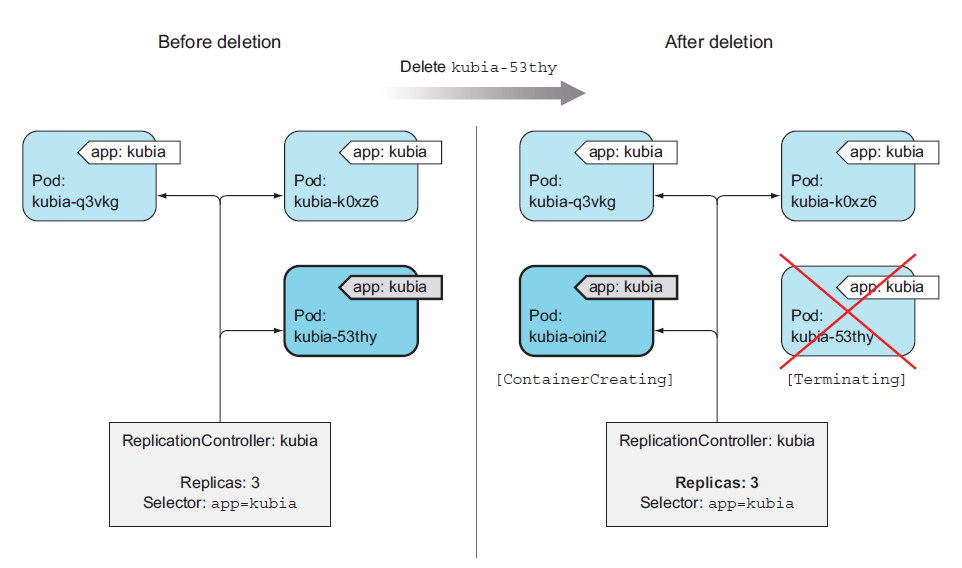 Before deletion
After deletion
Delete kubia-53thy
app: kubia
Pod:
kubia-q3vkg
app: kubia
Pod:
kubia-k0xz6
app: kubia
Pod:
kubia-53thy
ReplicationController: kubia
Replicas: 3
Selector: app=kubia
app: kubia
Pod:
kubia-q3vkg
app: kubia
Pod:
kubia-k0xz6
app: kubia
Pod:
kubia-oini2
[ContainerCreating]
app: kubia
Pod:
kubia-53thy
[Terminating]
ReplicationController: kubia
Replicas: 3
Selector: app=kubia